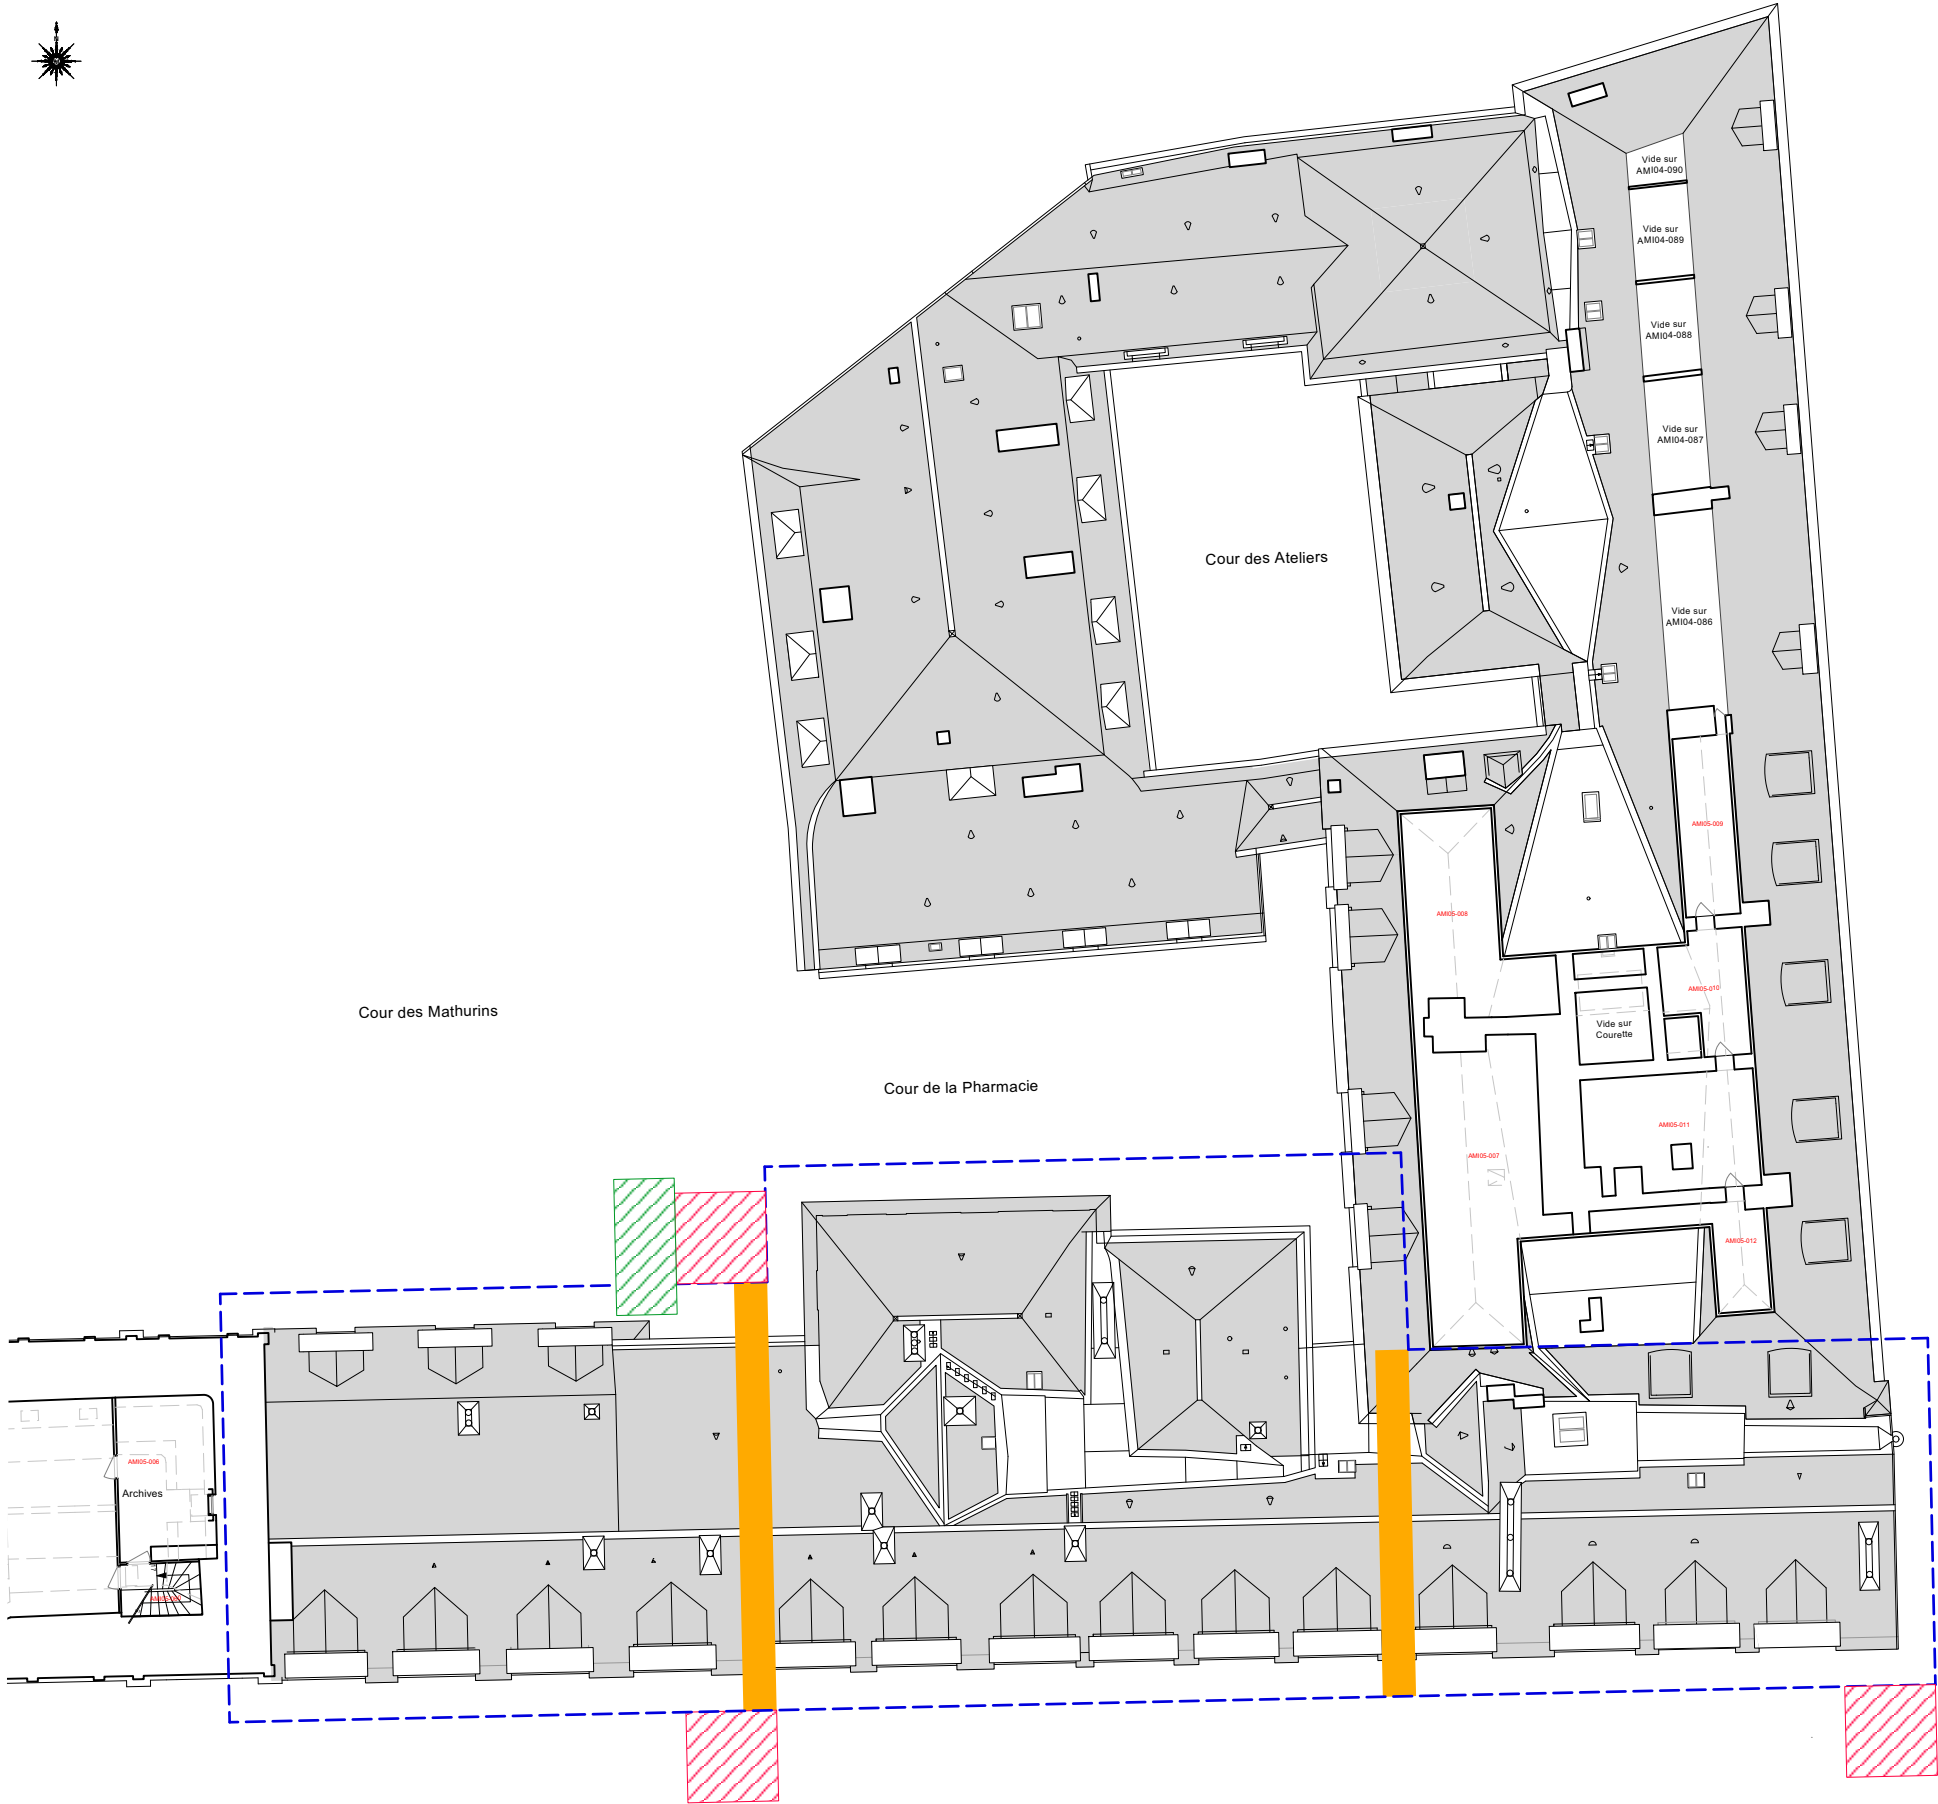 N
Vide sur
AMI04-090
Vide sur
AMI04-089
Vide sur
AMI04-088
Vide sur
AMI04-087
Cour des Ateliers
Vide sur
AMI04-086
AMI05-009
AMI05-008
AMI05-010
Cour des Mathurins
Vide sur
Courette
Cour de la Pharmacie
AMI05-011
AMI05-007
AMI05-012
AMI05-006
Archives